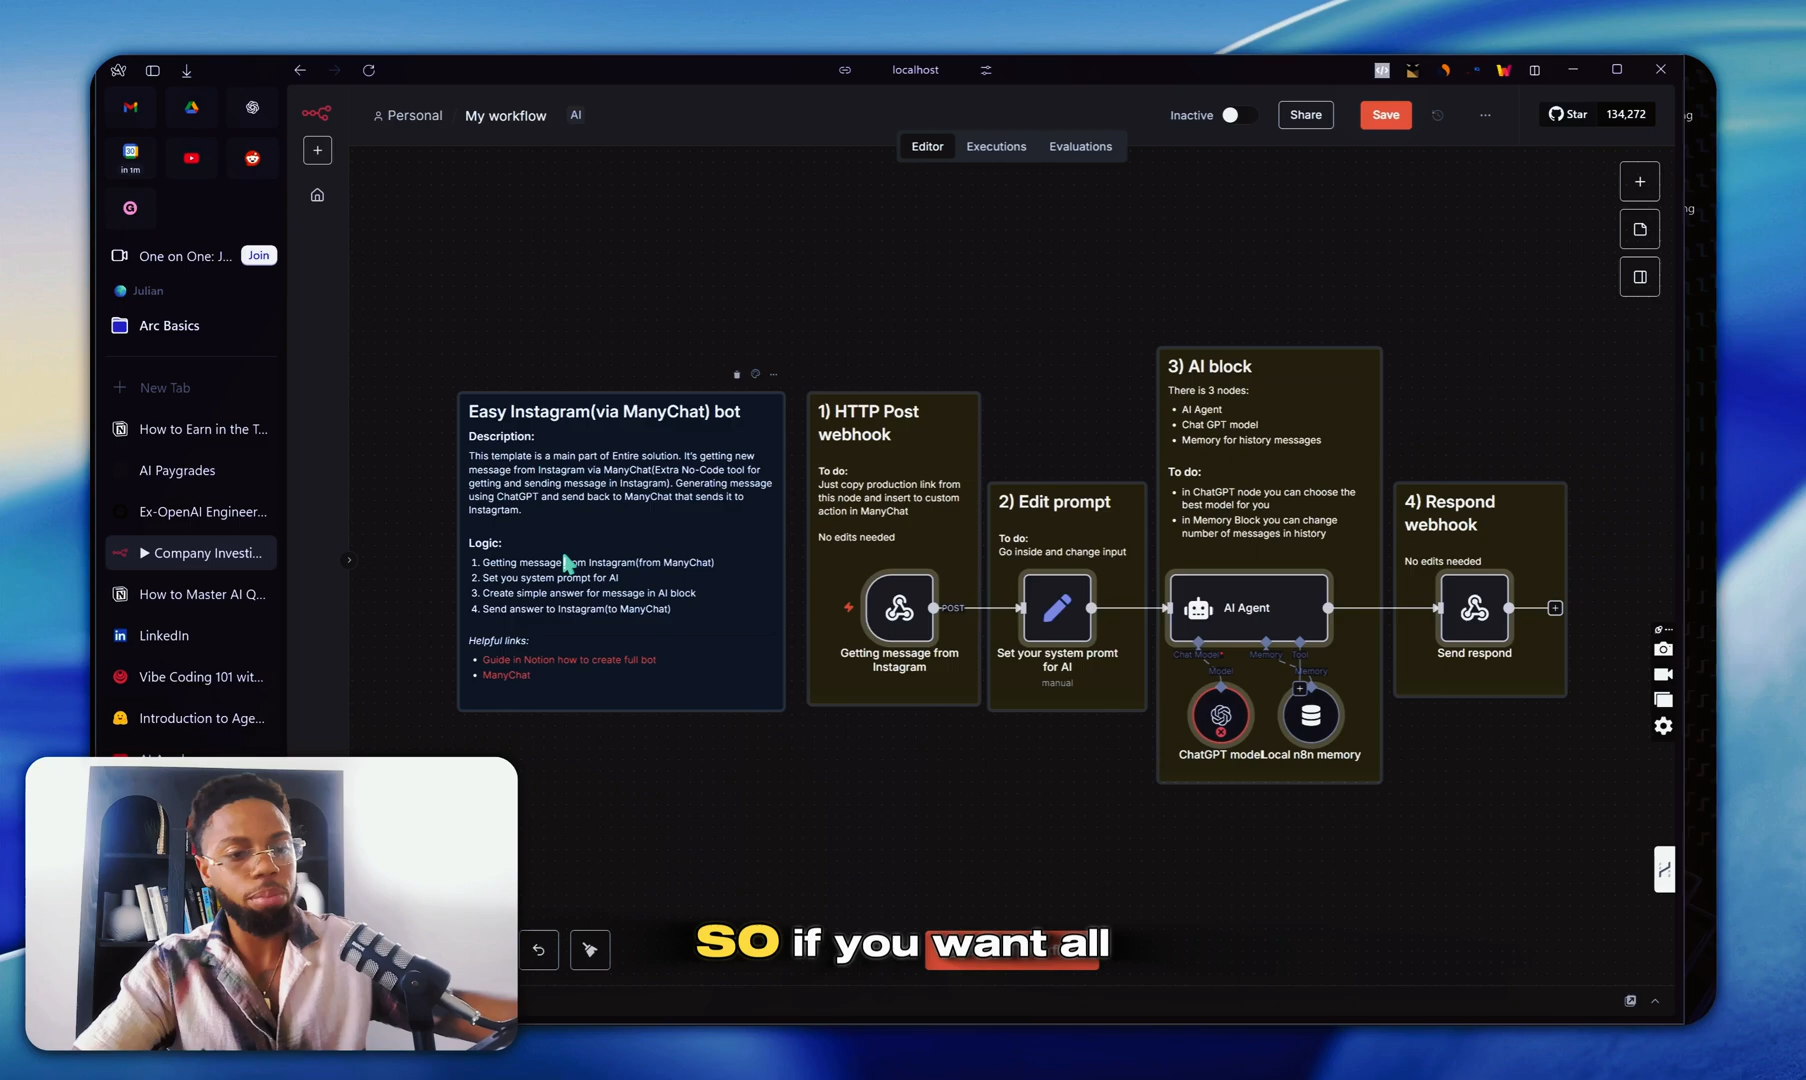 localhost
Personal / My workflow AI
Inactive
Share
Save
Star 134,272
Editor Executions Evaluations
30
in 1m
One on One: J... Join
Julian
Arc Basics
New Tab
How to Earn in the T...
AI Paygrades
Ex-OpenAI Engineer...
▶ Company Investi...
How to Master AI Q...
LinkedIn
Vibe Coding 101 wit...
Introduction to Age...
Easy Instagram(via ManyChat) bot
Description:
This template is a main part of Entire solution. It's getting new
message from Instagram via ManyChat(Extra No-Code tool for
getting and sending message in Instagram). Generating message
using ChatGPT and send back to ManyChat that sends it to
Instagtram.
Logic:
1. Getting message from Instagram(from ManyChat)
2. Set you system prompt for AI
3. Create simple answer for message in AI block
4. Send answer to Instagram(to ManyChat)
Helpful links:
• Guide in Notion how to create full bot
• ManyChat
1) HTTP Post
webhook
To do:
Just copy production link from
this node and insert to custom
action in ManyChat
No edits needed
POST
Getting message from
Instagram
2) Edit prompt
To do:
Go inside and change input
Set your system promt
for AI
manual
3) AI block
There is 3 nodes:
• AI Agent
• Chat GPT model
• Memory for history messages
To do:
• in ChatGPT node you can choose the
best model for you
• in Memory Block you can change
number of messages in history
AI Agent
Chat Model* Memory Tool
Model Memory
ChatGPT model
Local n8n memory
4) Respond
webhook
No edits needed
Send respond
SO if you want all